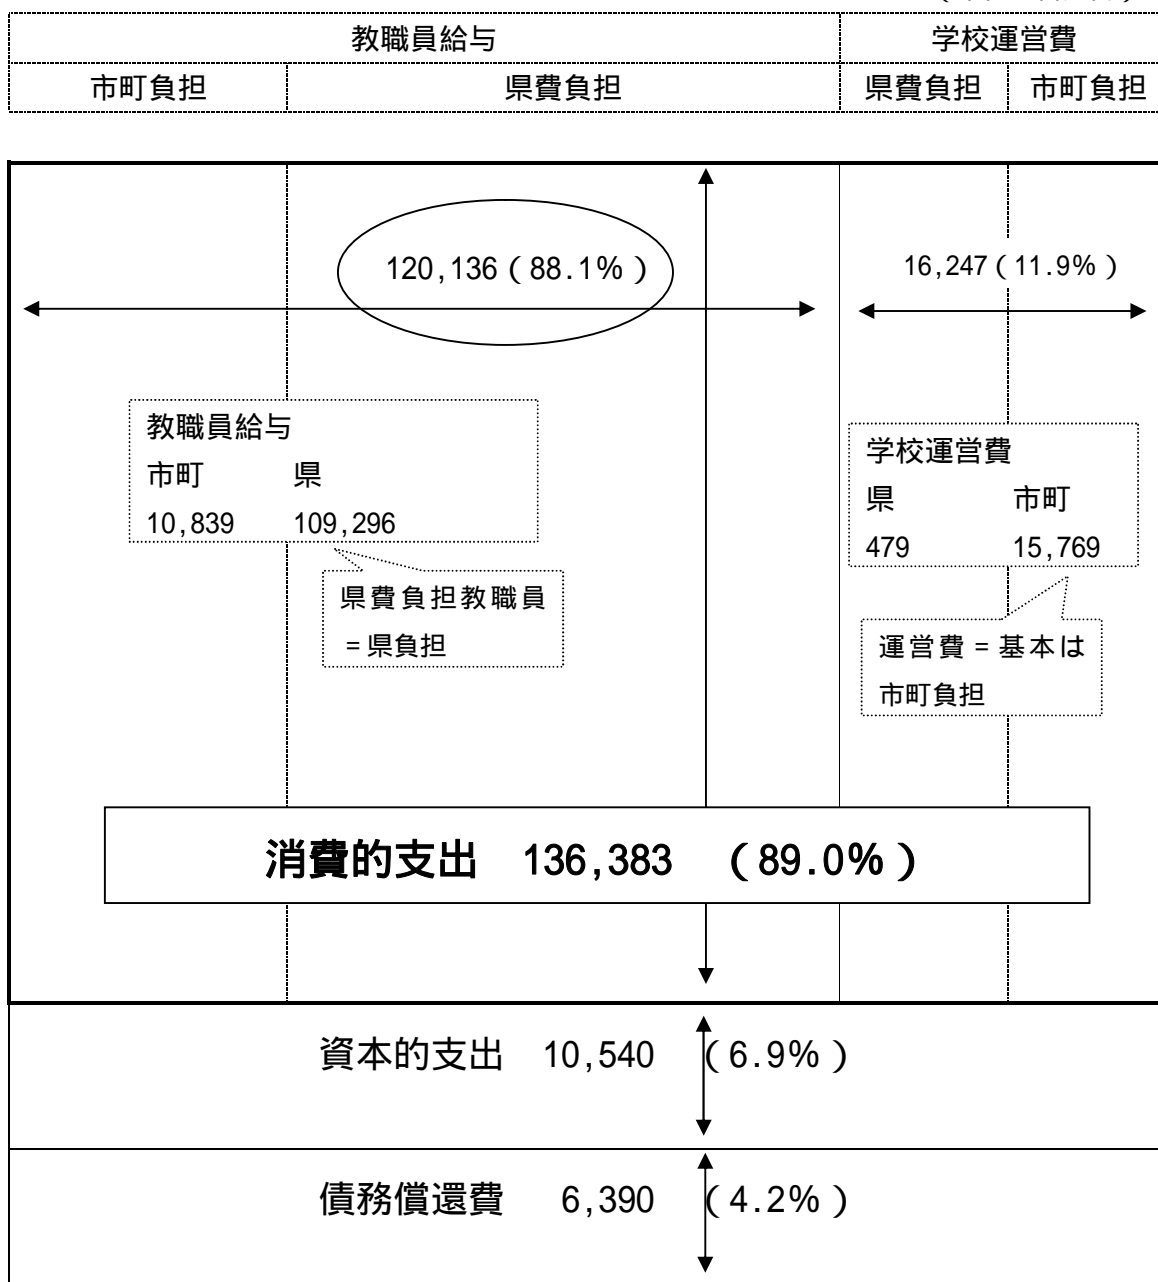 教職員給与 学校運営費
市町負担 県費負担 県費負担 市町負担
120,136(88.1%) 16,247(11.9%)
教職員給与
市町 県
10,839 109,296
県費負担教職員
=県負担
学校運営費
県 市町
479 15,769
運営費=基本は
市町負担
消費的支出 136,383 (89.0%)
資本的支出 10,540 (6.9%)
債務償還費 6,390 (4.2%)